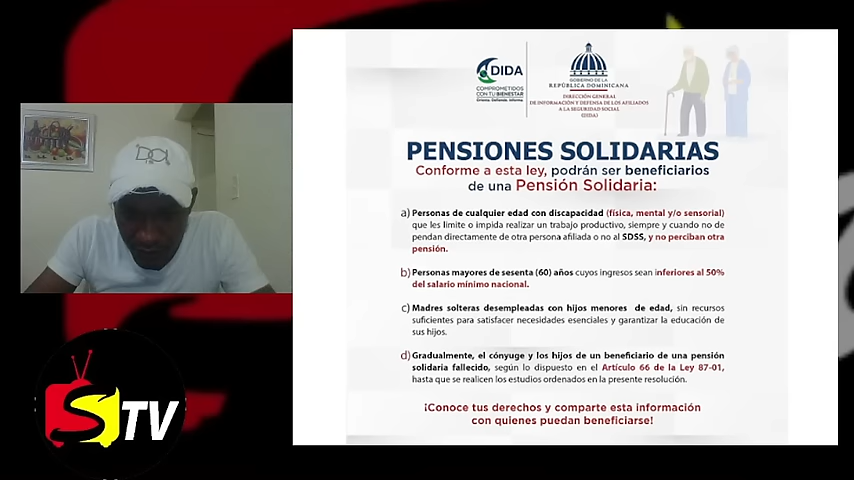 DIDA
COMPROMETIDOS
CON TU BIENESTAR
Orienta. Defiende. Informa
GOBIERNO DE LA
REPÚBLICA DOMINICANA
DIRECCIÓN GENERAL
DE INFORMACIÓN Y DEFENSA DE LOS AFILIADOS
A LA SEGURIDAD SOCIAL
(DIDA)
PENSIONES SOLIDARIAS
Conforme a esta ley, podrán ser beneficiarios
de una Pensión Solidaria:
a) Personas de cualquier edad con discapacidad (física, mental y/o sensorial)
que les limite o impida realizar un trabajo productivo, siempre y cuando no de
pendan directamente de otra persona afiliada o no al SDSS, y no perciban otra
pensión.
b) Personas mayores de sesenta (60) años cuyos ingresos sean inferiores al 50%
del salario mínimo nacional.
c) Madres solteras desempleadas con hijos menores de edad, sin recursos
suficientes para satisfacer necesidades esenciales y garantizar la educación de
sus hijos.
d) Gradualmente, el cónyuge y los hijos de un beneficiario de una pensión
solidaria fallecido, según lo dispuesto en el Artículo 66 de la Ley 87-01,
hasta que se realicen los estudios ordenados en la presente resolución.
¡Conoce tus derechos y comparte esta información
con quienes puedan beneficiarse!
STV